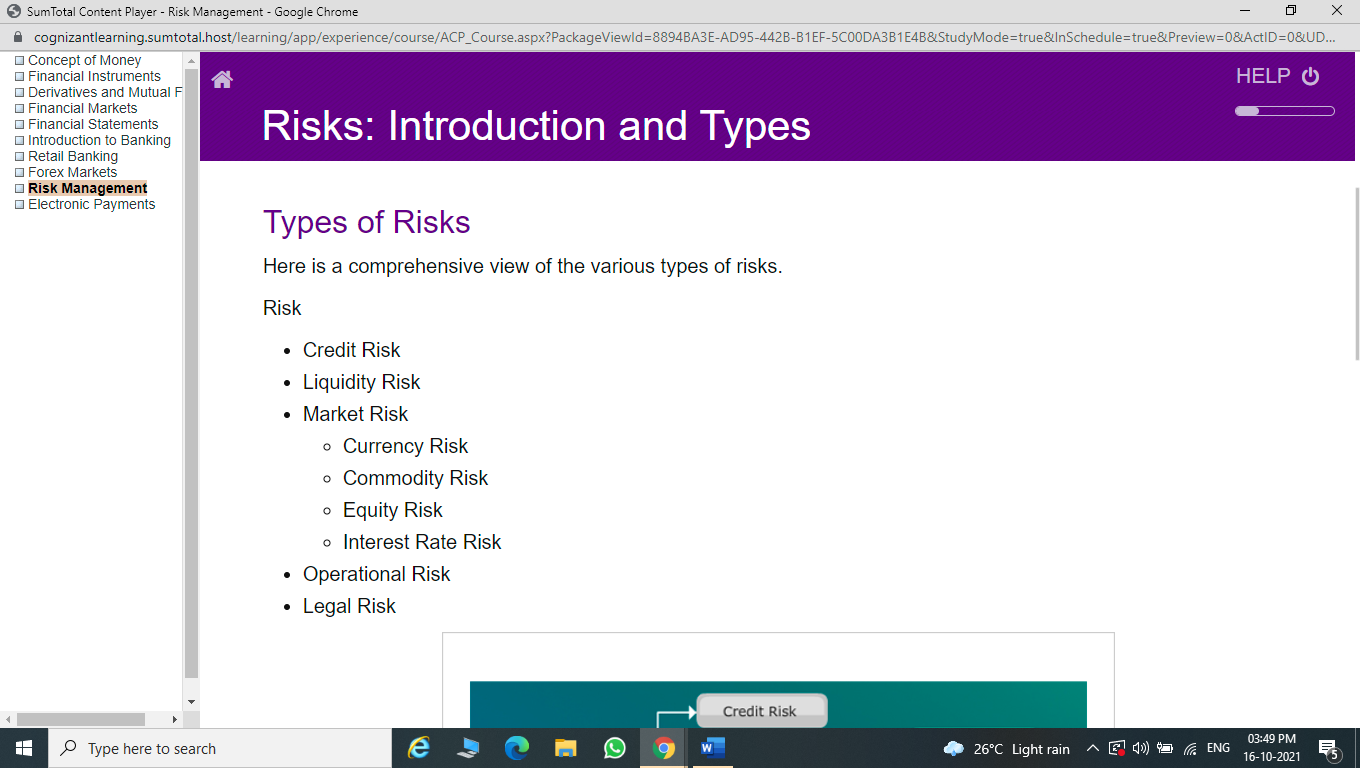 SumTotal Content Player - Risk Management - Google Chrome
cognizantlearning.sumtotal.host/learning/app/experience/course/ACP_Course.aspx?PackageViewId=8894BA3E-AD95-442B-B1EF-5C00DA3B1E4B&StudyMode=true&InSchedule=true&Preview=0&ActID=0&UD...
Concept of Money
Financial Instruments
Derivatives and Mutual F
Financial Markets
Financial Statements
Introduction to Banking
Retail Banking
Forex Markets
Risk Management
Electronic Payments
HELP
Risks: Introduction and Types
Types of Risks
Here is a comprehensive view of the various types of risks.
Risk
Credit Risk
Liquidity Risk
Market Risk
Currency Risk
Commodity Risk
Equity Risk
Interest Rate Risk
Operational Risk
Legal Risk
Credit Risk
Type here to search
26°C Light rain
ENG
03:49 PM
16-10-2021
5